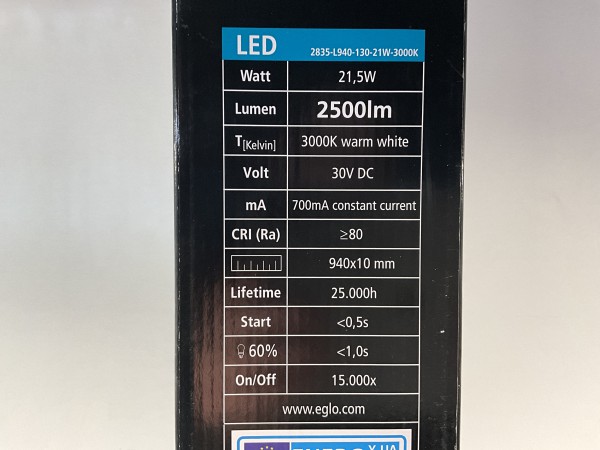 LED 2835-L940-130-21W-3000K
Watt 21,5W
Lumen 2500lm
T[Kelvin] 3000K warm white
Volt 30V DC
mA 700mA constant current
CRI (Ra) ≥80
940x10 mm
Lifetime 25.000h
Start <0,5s
60% <1,0s
On/Off 15.000x
www.eglo.com